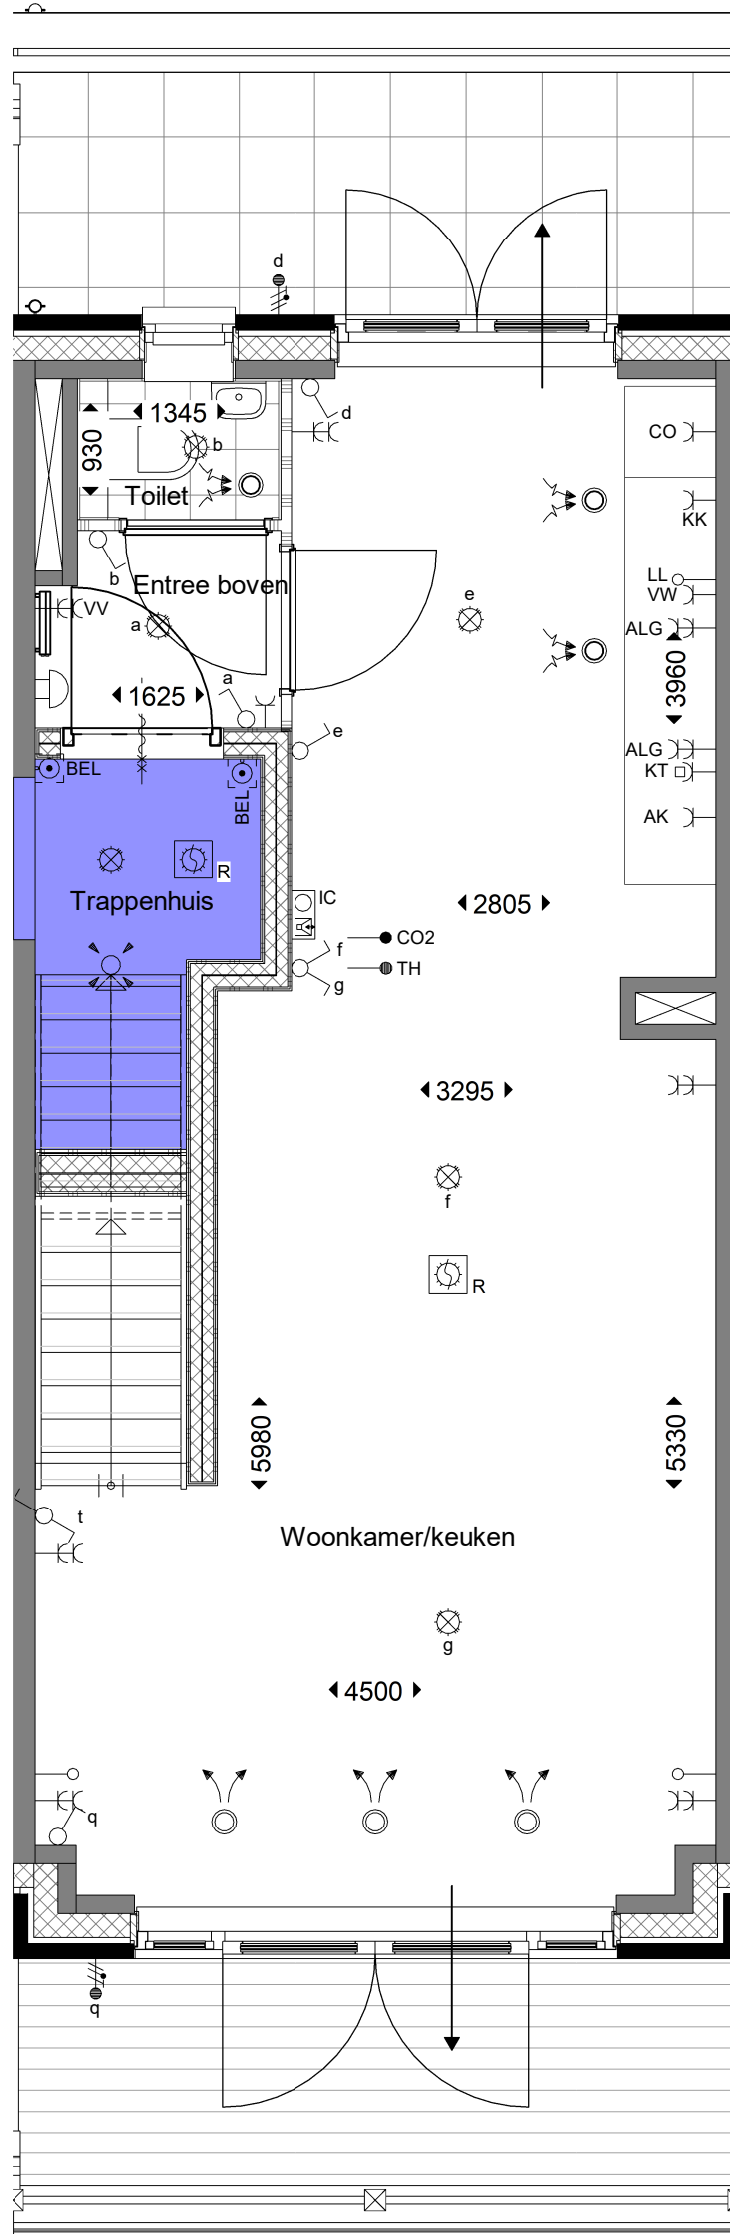 d
d
1345
930
b
CO
Toilet
KK
b
Entree boven
LL
VW
VV
a
e
ALG
3960
a
1625
e
ALG
KT
BEL
BEL
AK
R
Trappenhuis
IC
2805
f
CO2
g
TH
3295
f
R
5980
5330
t
Woonkamer/keuken
g
4500
q
q